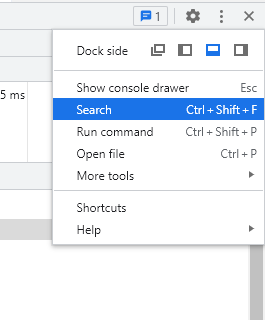 1
5 ms
Dock side
Show console drawer Esc
Search Ctrl + Shift + F
Run command Ctrl + Shift + P
Open file Ctrl + P
More tools
Shortcuts
Help